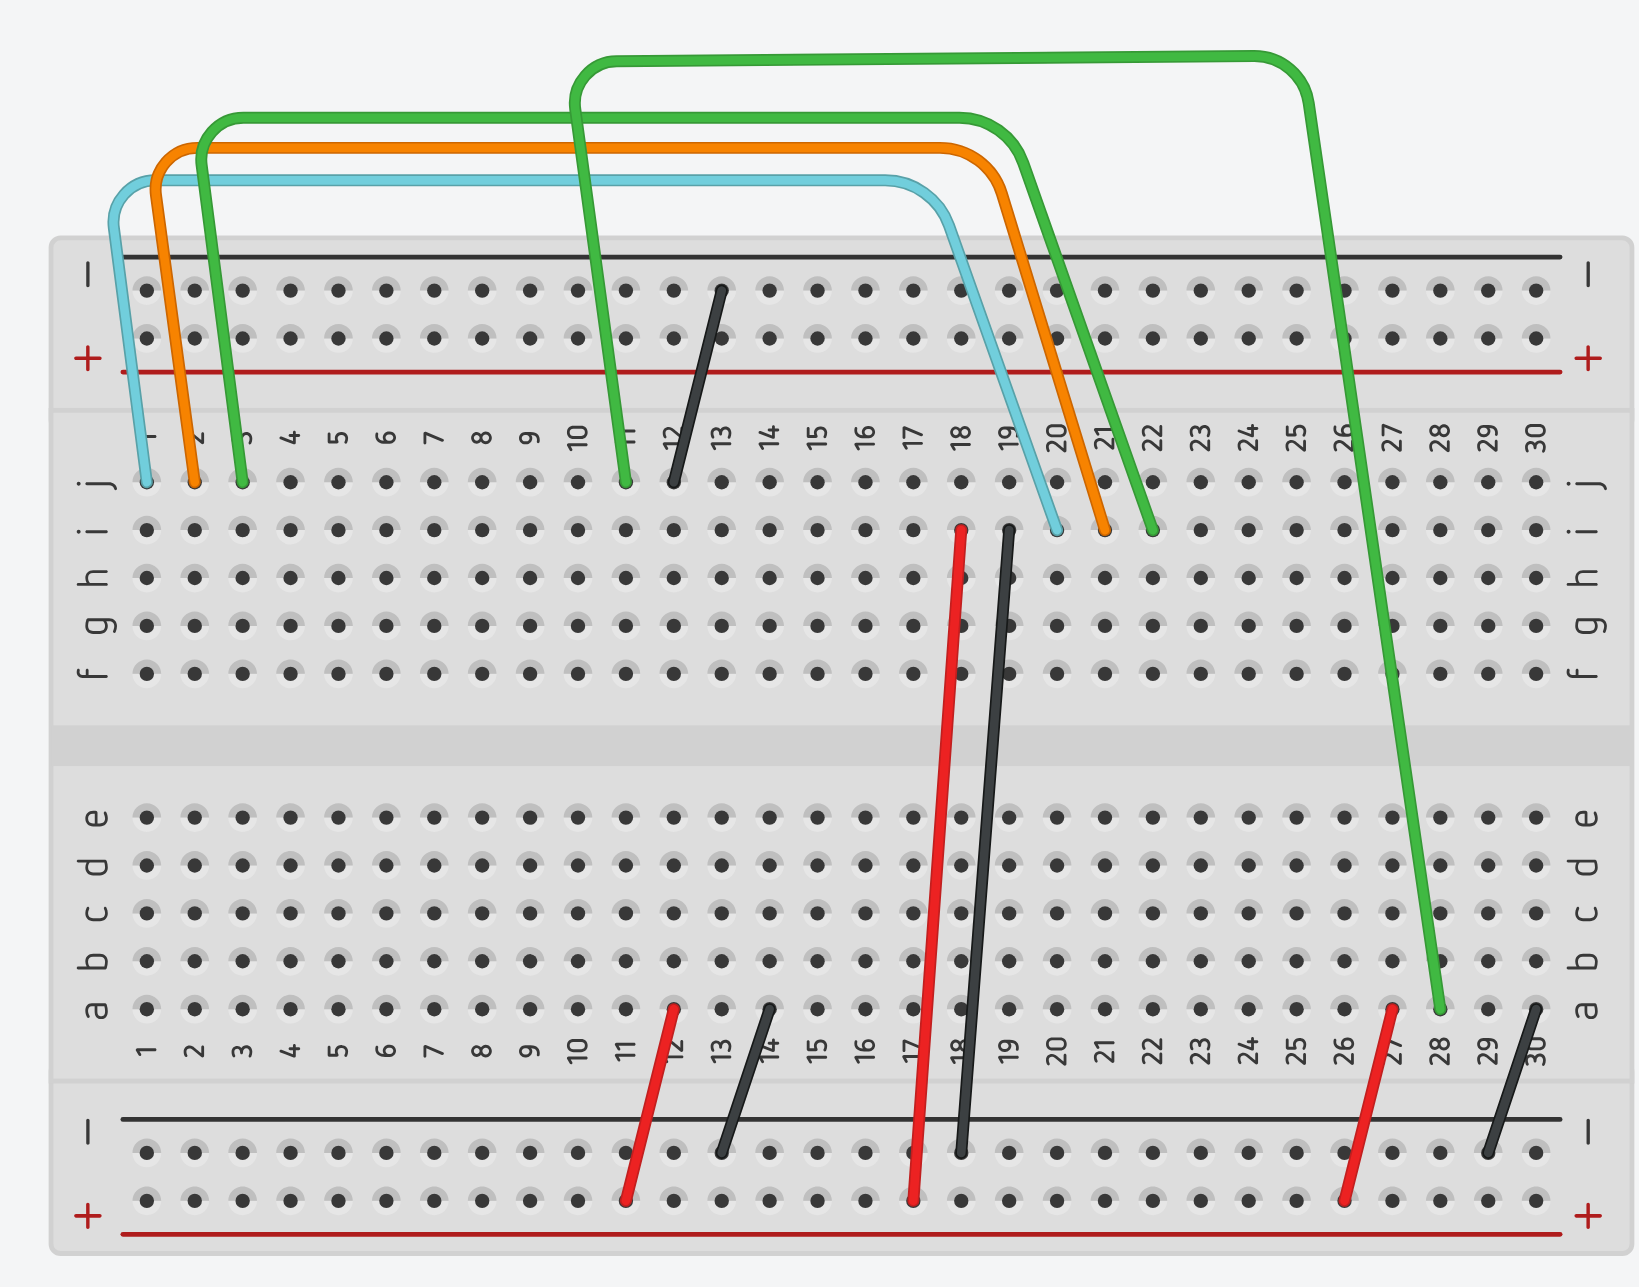 – –
+ +
1 2 3 4 5 6 7 8 9 10 11 12 13 14 15 16 17 18 19 20 21 22 23 24 25 26 27 28 29 30
j j
i i
h h
g g
f f
e e
d d
c c
b b
a a
1 2 3 4 5 6 7 8 9 10 11 12 13 14 15 16 17 18 19 20 21 22 23 24 25 26 27 28 29 30
– –
+ +